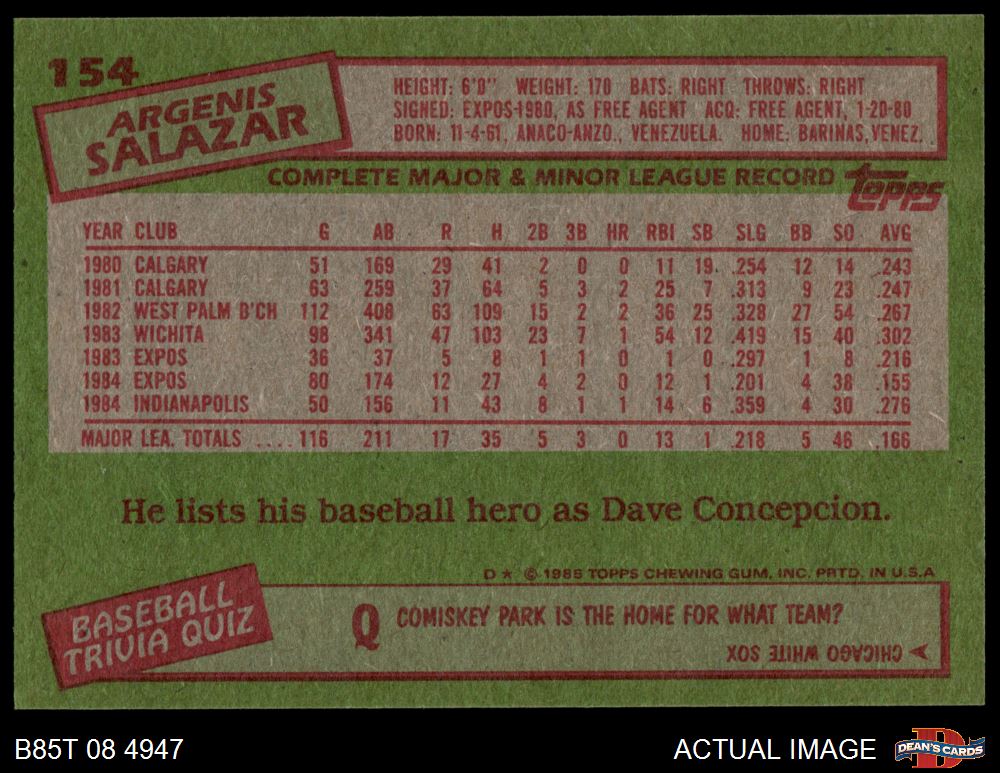 154
ARGENIS
SALAZAR
HEIGHT: 6'0" WEIGHT: 170 BATS: RIGHT THROWS: RIGHT
SIGNED: EXPOS-1980, AS FREE AGENT ACQ: FREE AGENT, 1-20-80
BORN: 11-4-61, ANACO-ANZO., VENEZUELA. HOME: BARINAS, VENEZ.
COMPLETE MAJOR & MINOR LEAGUE RECORD
topps
YEAR CLUB G AB R H 2B 3B HR RBI SB SLG BB SO AVG
1980 CALGARY 51 169 29 41 2 0 0 11 19 .254 12 14 .243
1981 CALGARY 63 259 37 64 5 3 2 25 7 .313 9 23 .247
1982 WEST PALM B'CH 112 408 63 109 15 2 2 36 25 .328 27 54 .267
1983 WICHITA 98 341 47 103 23 7 1 54 12 .419 15 40 .302
1983 EXPOS 36 37 5 8 1 1 0 1 0 .297 1 8 .216
1984 EXPOS 80 174 12 27 4 2 0 12 1 .201 4 38 .155
1984 INDIANAPOLIS 50 156 11 43 8 1 1 14 6 .359 4 30 .276
MAJOR LEA. TOTALS .... 116 211 17 35 5 3 0 13 1 .218 5 46 .166
He lists his baseball hero as Dave Concepcion.
D★ © 1985 TOPPS CHEWING GUM, INC. PRTD. IN U.S.A
BASEBALL
TRIVIA QUIZ
Q COMISKEY PARK IS THE HOME FOR WHAT TEAM?
CHICAGO WHITE SOX
B85T 08 4947
ACTUAL IMAGE
D
DEAN'S CARDS